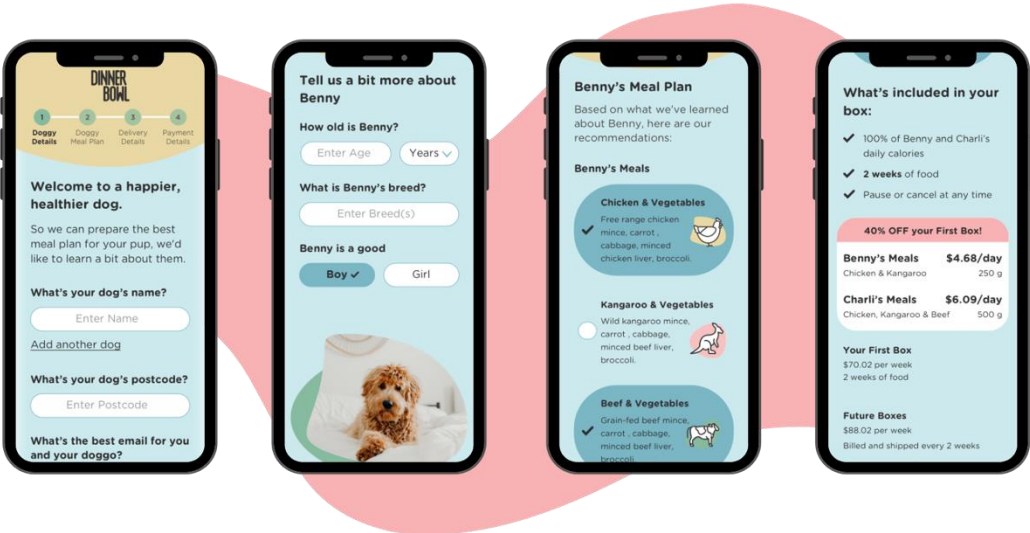 DINNER
BOWL
1 2 3 4
Doggy Doggy Delivery Payment
Details Meal Plan Details Details
Welcome to a happier,
healthier dog.
So we can prepare the best
meal plan for your pup, we'd
like to learn a bit about them.
What's your dog's name?
Enter Name
Add another dog
What's your dog's postcode?
Enter Postcode
What's the best email for you
and your doggo?
Tell us a bit more about
Benny
How old is Benny?
Enter Age Years
What is Benny's breed?
Enter Breed(s)
Benny is a good
Boy ✓ Girl
Benny's Meal Plan
Based on what we've learned
about Benny, here are our
recommendations:
Benny's Meals
Chicken & Vegetables
Free range chicken
mince, carrot ,
cabbage, minced
chicken liver, broccoli.
Kangaroo & Vegetables
Wild kangaroo mince,
carrot , cabbage,
minced beef liver,
broccoli.
Beef & Vegetables
Grain-fed beef mince,
carrot , cabbage,
minced beef liver,
broccoli.
What's included in your
box:
✓ 100% of Benny and Charli's
daily calories
✓ 2 weeks of food
✓ Pause or cancel at any time
40% OFF your First Box!
Benny's Meals $4.68/day
Chicken & Kangaroo 250 g
Charli's Meals $6.09/day
Chicken, Kangaroo & Beef 500 g
Your First Box
$70.02 per week
2 weeks of food
Future Boxes
$88.02 per week
Billed and shipped every 2 weeks